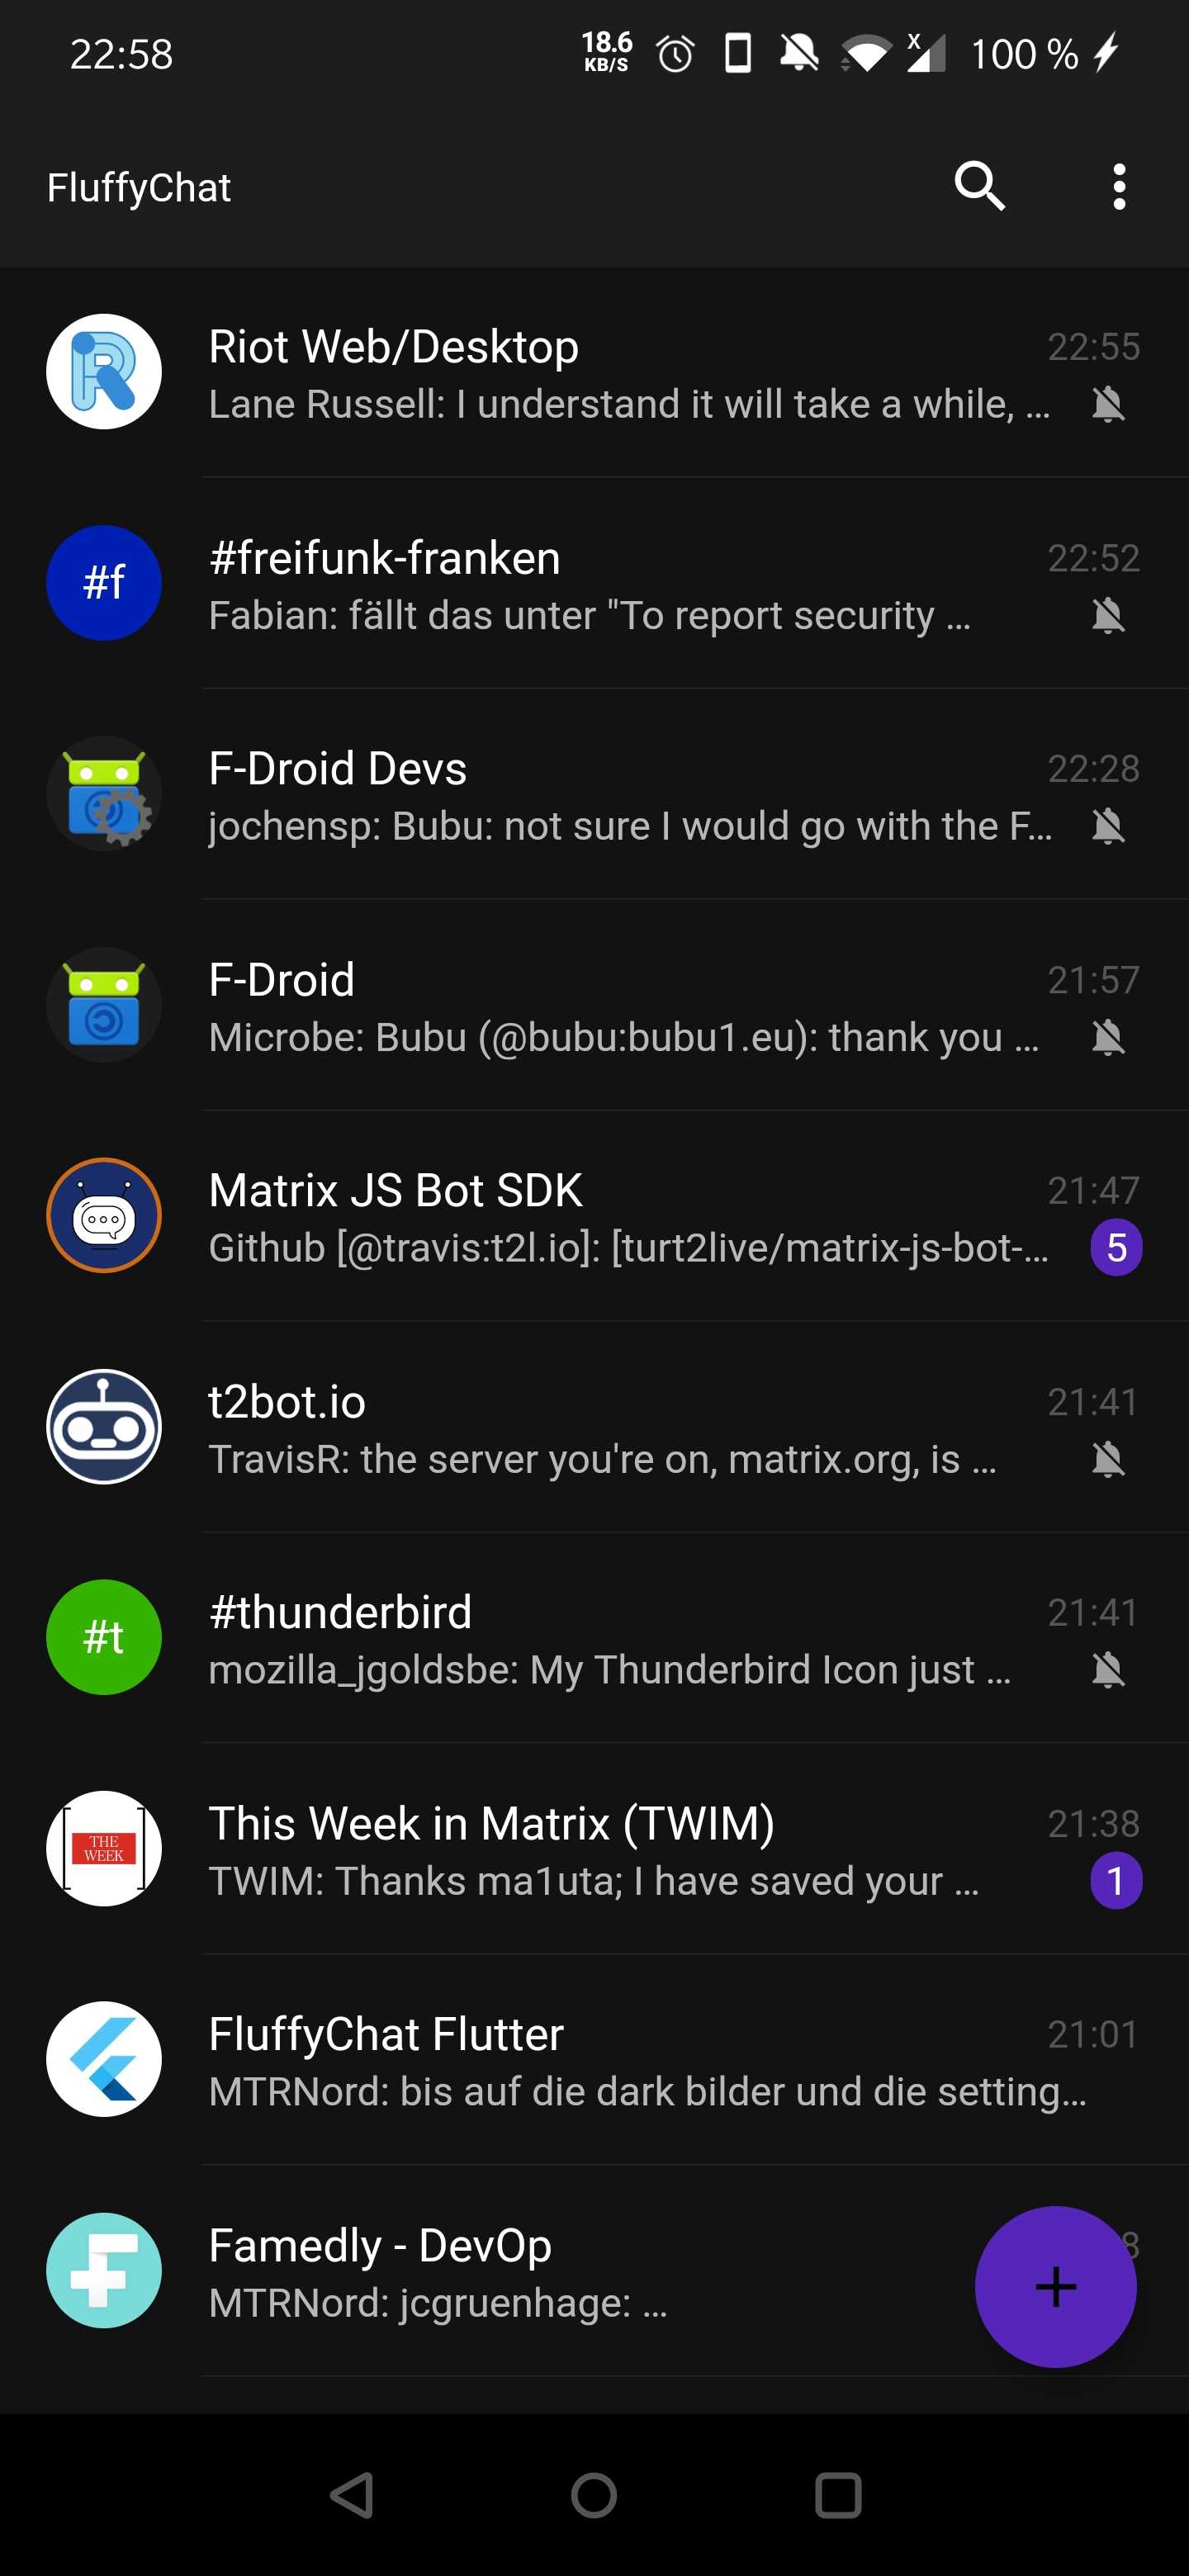 22:58
18.6
KB/S
100 %
FluffyChat
Riot Web/Desktop
22:55
Lane Russell: I understand it will take a while, …
#f
#freifunk-franken
22:52
Fabian: fällt das unter "To report security …
F-Droid Devs
22:28
jochensp: Bubu: not sure I would go with the F…
F-Droid
21:57
Microbe: Bubu (@bubu:bubu1.eu): thank you …
Matrix JS Bot SDK
21:47
Github [@travis:t2l.io]: [turt2live/matrix-js-bot-…
5
t2bot.io
21:41
TravisR: the server you're on, matrix.org, is …
#t
#thunderbird
21:41
mozilla_jgoldsbe: My Thunderbird Icon just …
THE
WEEK
This Week in Matrix (TWIM)
21:38
TWIM: Thanks ma1uta; I have saved your …
1
FluffyChat Flutter
21:01
MTRNord: bis auf die dark bilder und die setting…
Famedly - DevOp
8
MTRNord: jcgruenhage: …